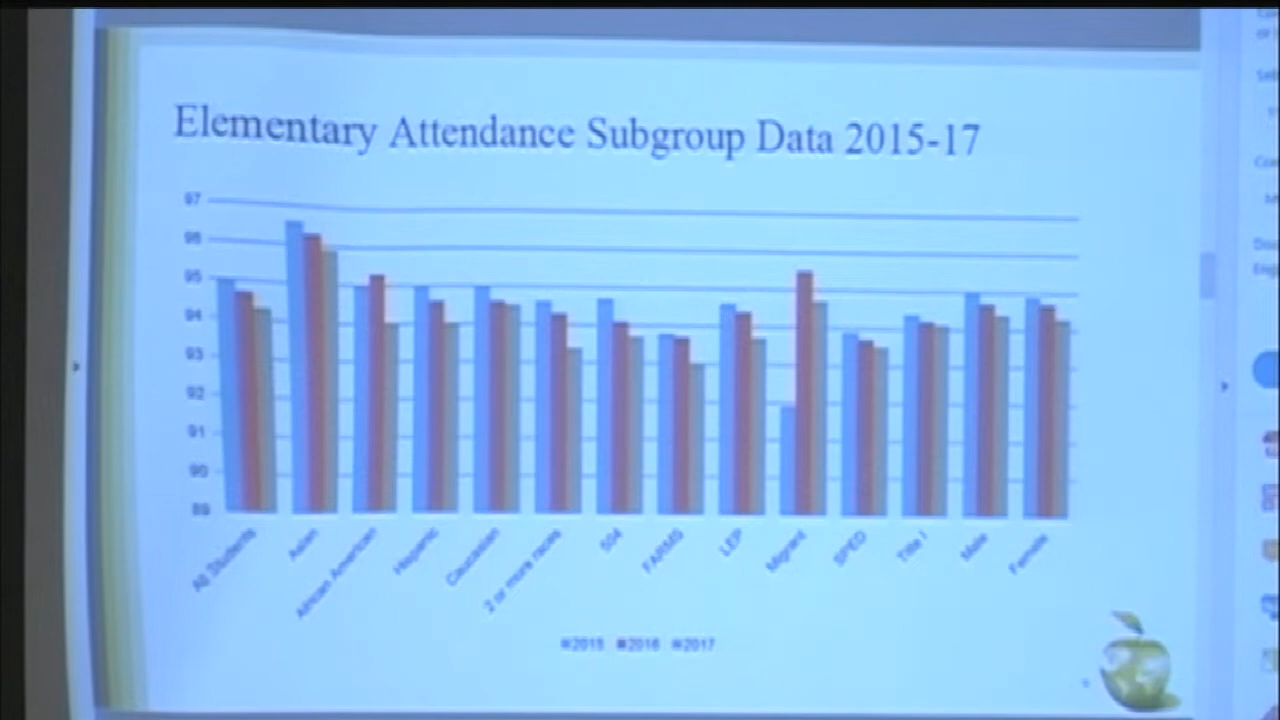 Elementary Attendance Subgroup Data 2015-17
97
96
95
94
93
92
91
90
89
All Students
Asian
African American
Hispanic
Caucasian
2 or more races
504
FARMS
LEP
Migrant
SPED
Title I
Male
Female
2015 2016 2017